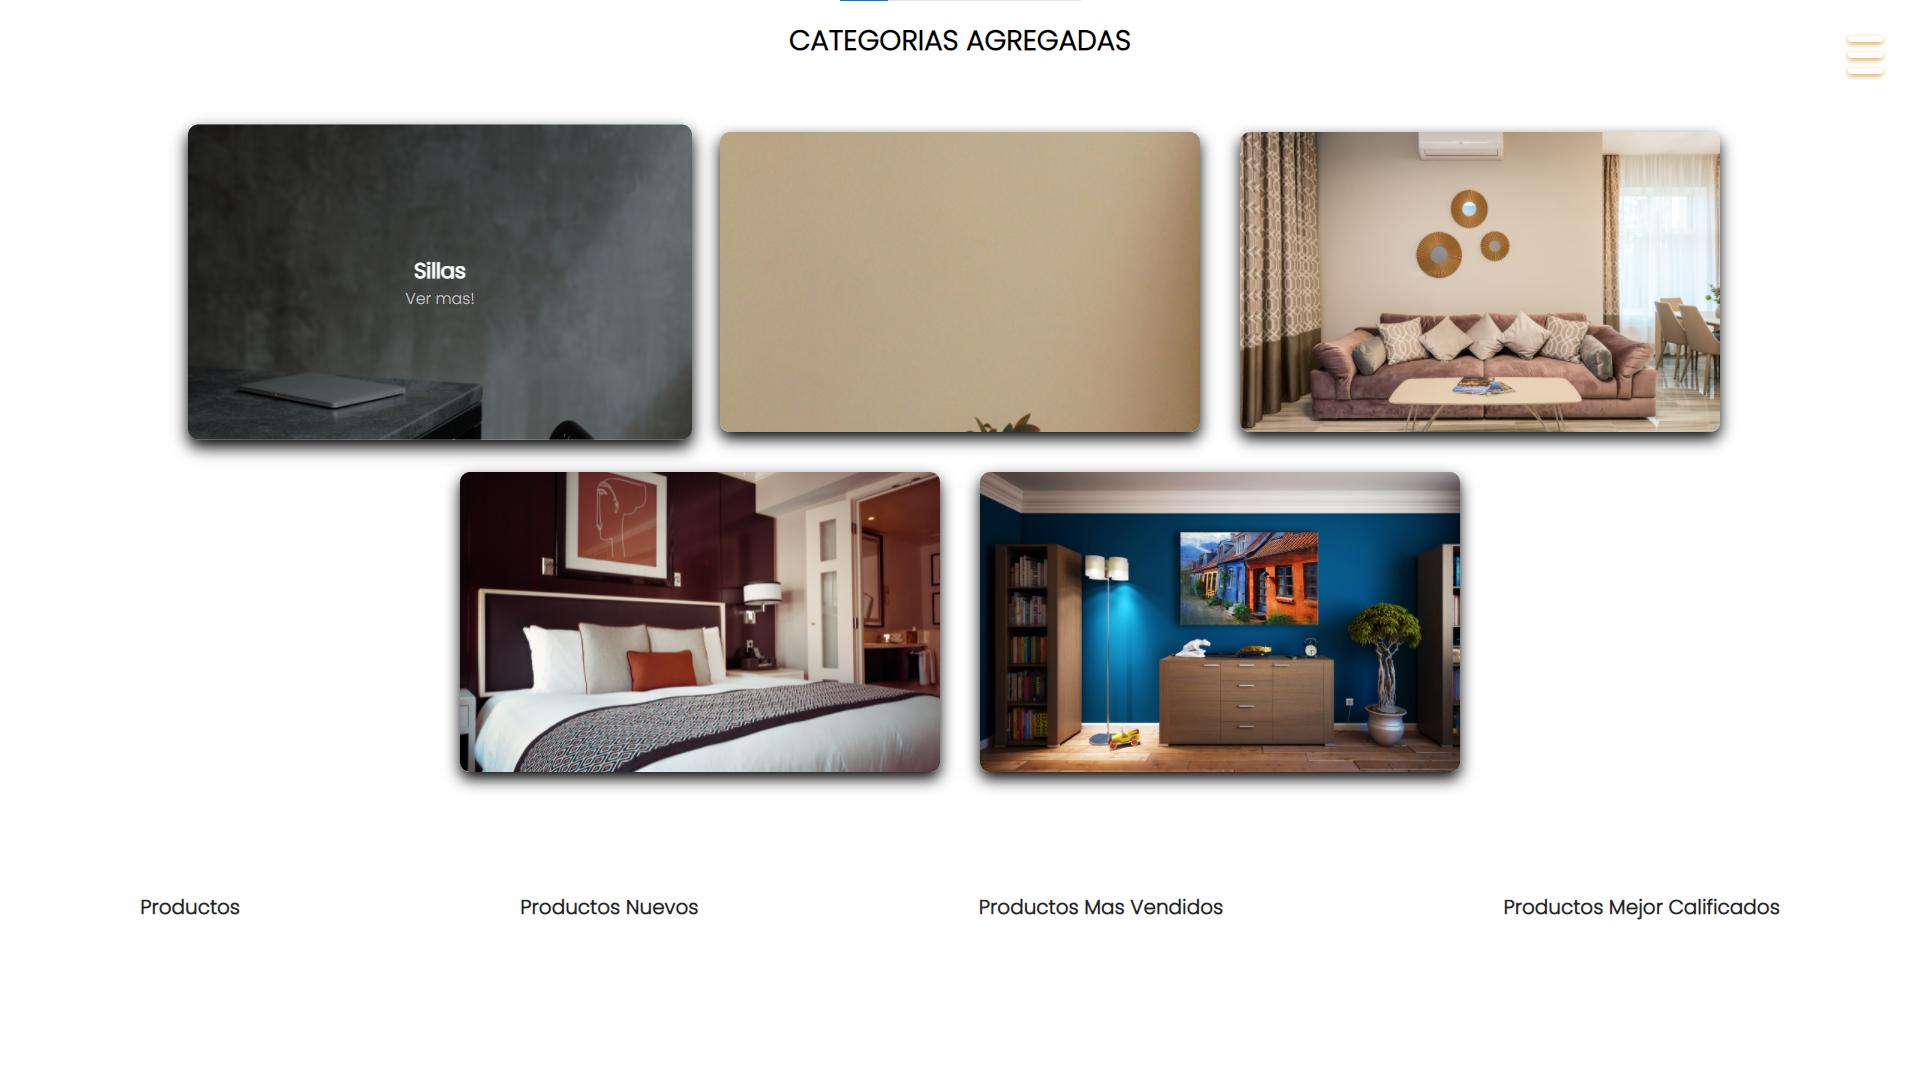 CATEGORIAS AGREGADAS
Sillas
Ver mas!
Productos
Productos Nuevos
Productos Mas Vendidos
Productos Mejor Calificados